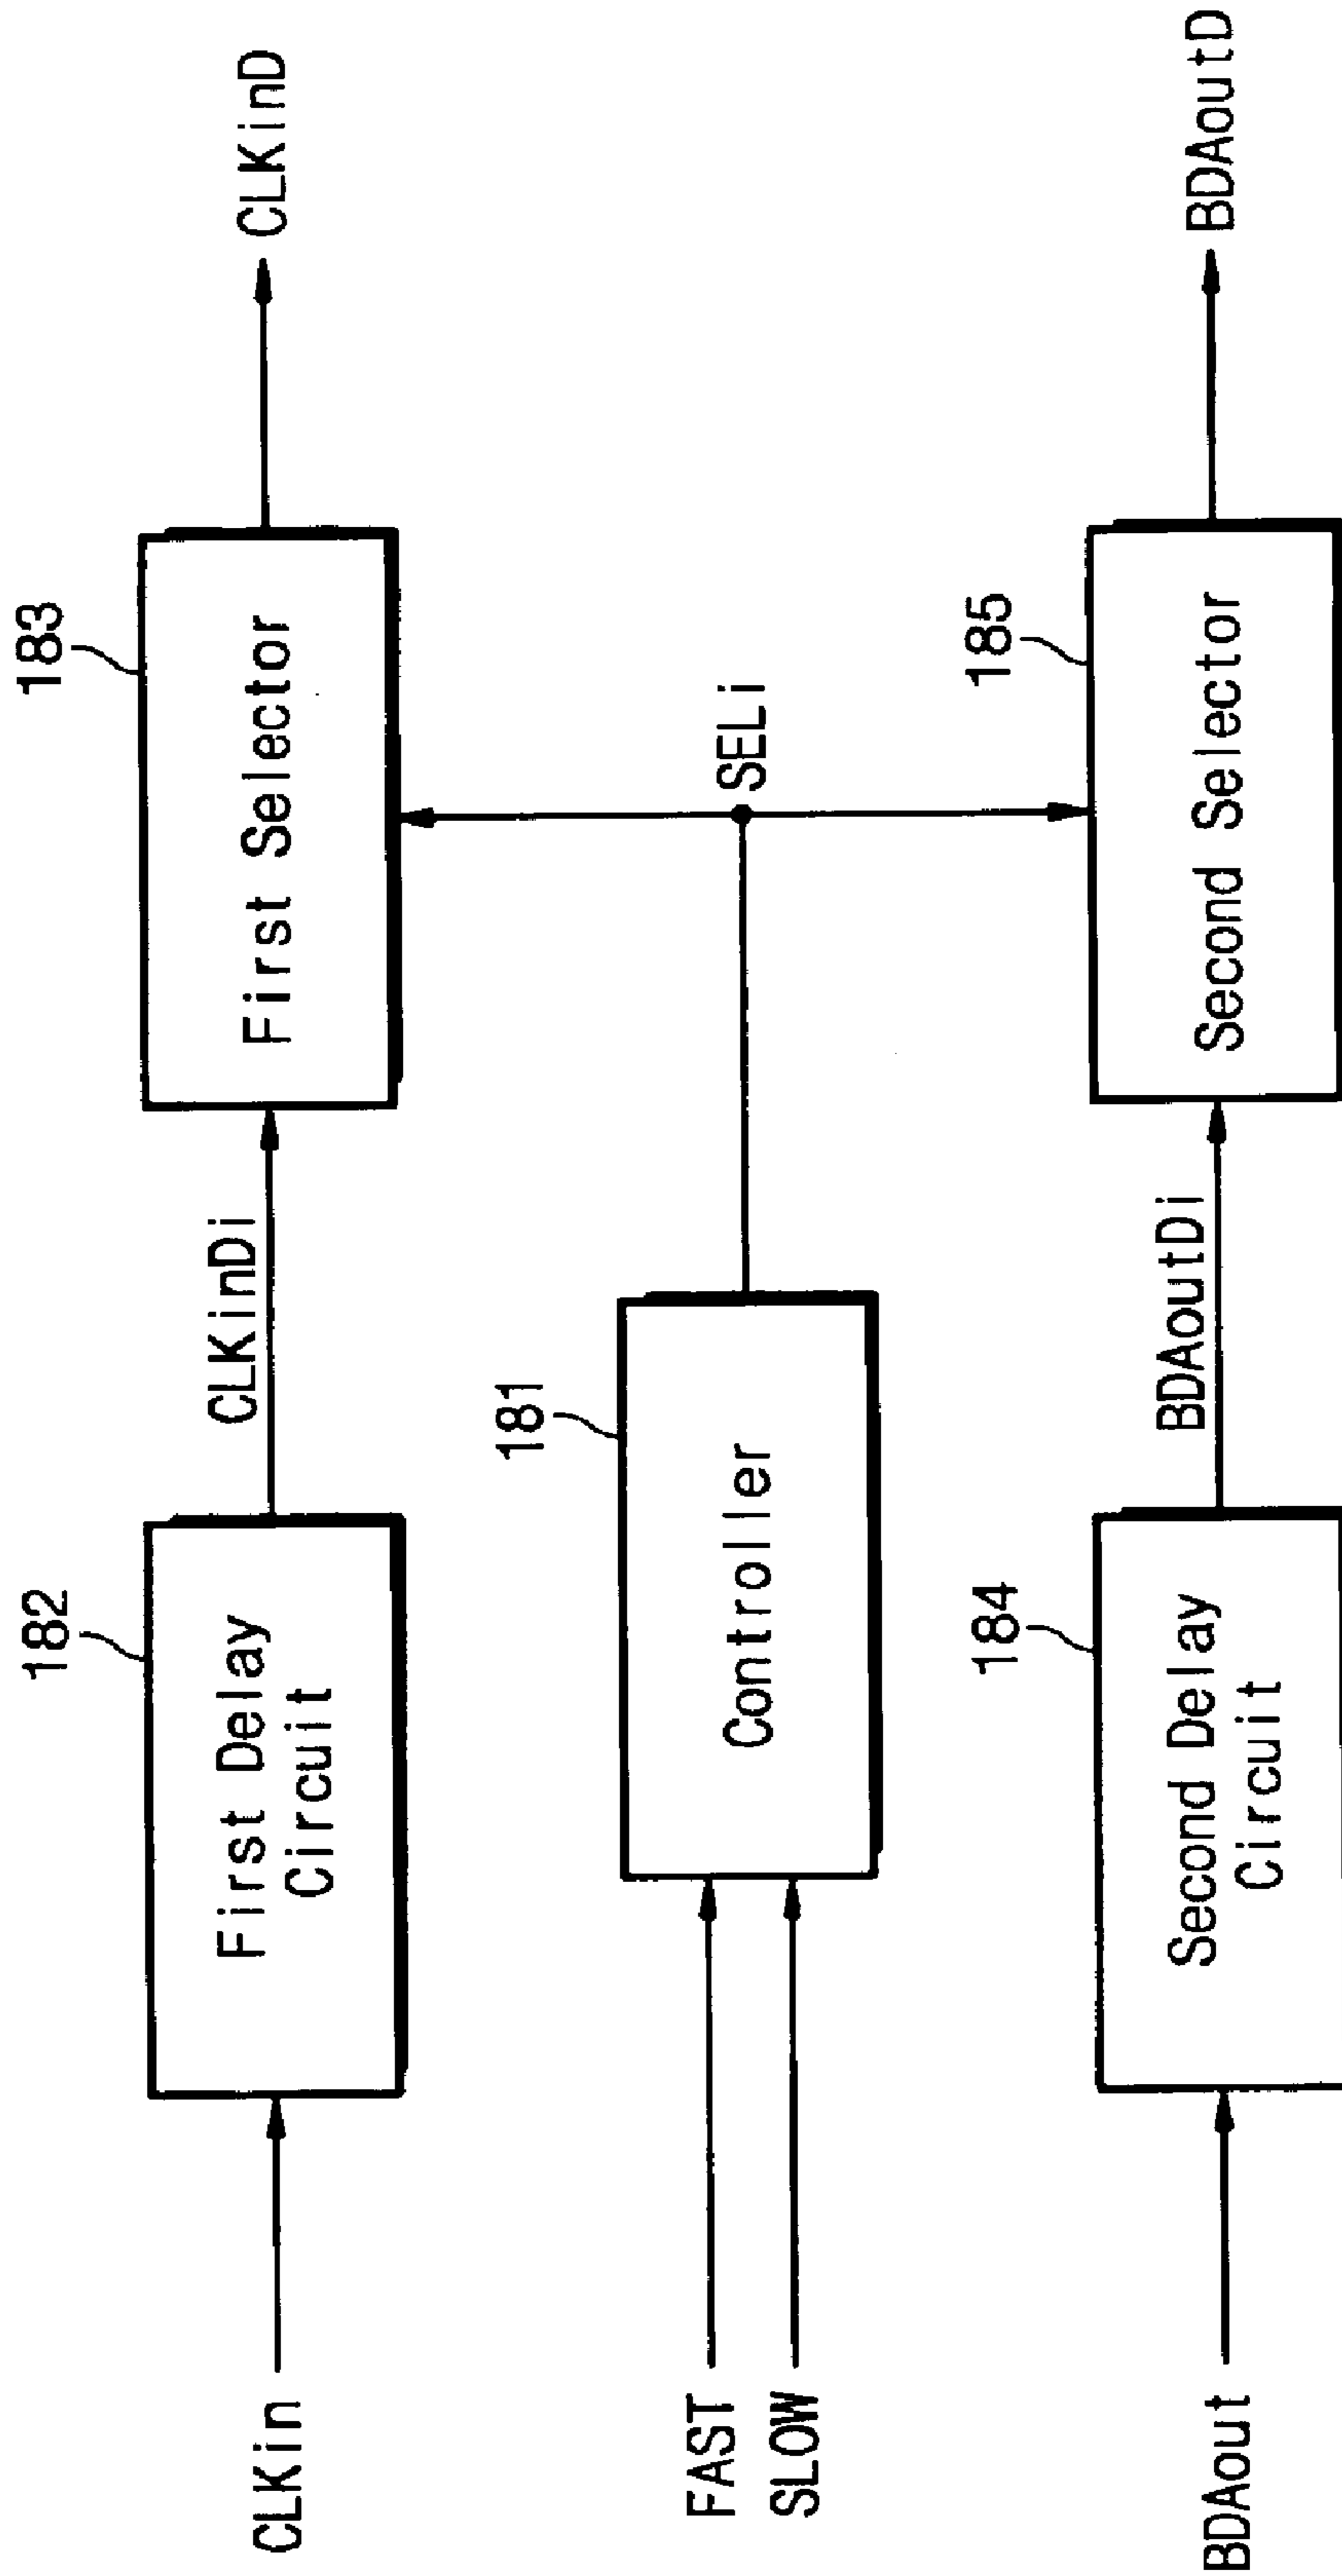 182
183
CLKin
First Delay
Circuit
CLKinDi
First Selector
CLKinD
181
FAST
SLOW
Controller
SELi
184
185
BDAout
Second Delay
Circuit
BDAoutDi
Second Selector
BDAoutD